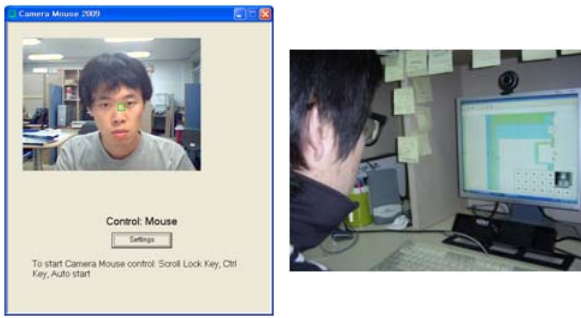 Camera Mouse 2009
Control: Mouse
Settings
To start Camera Mouse control: Scroll Lock Key, Ctrl
Key, Auto start